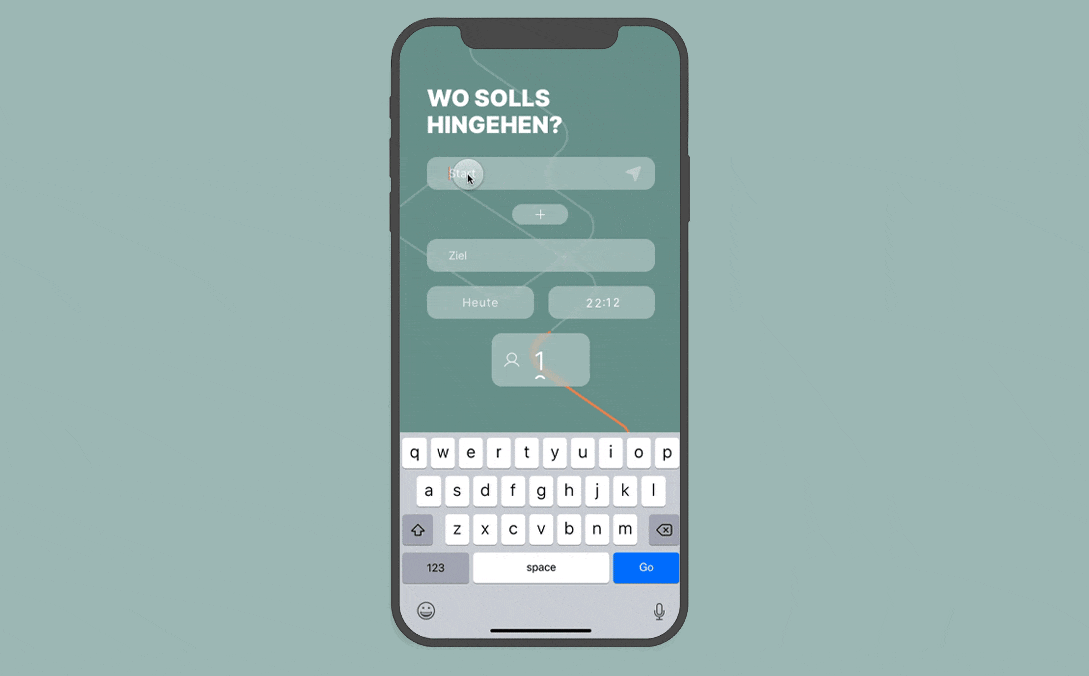 WO SOLLS
HINGEHEN?
Start
+
Ziel
Heute 22:12
1
q w e r t y u i o p
a s d f g h j k l
z x c v b n m
123 space Go